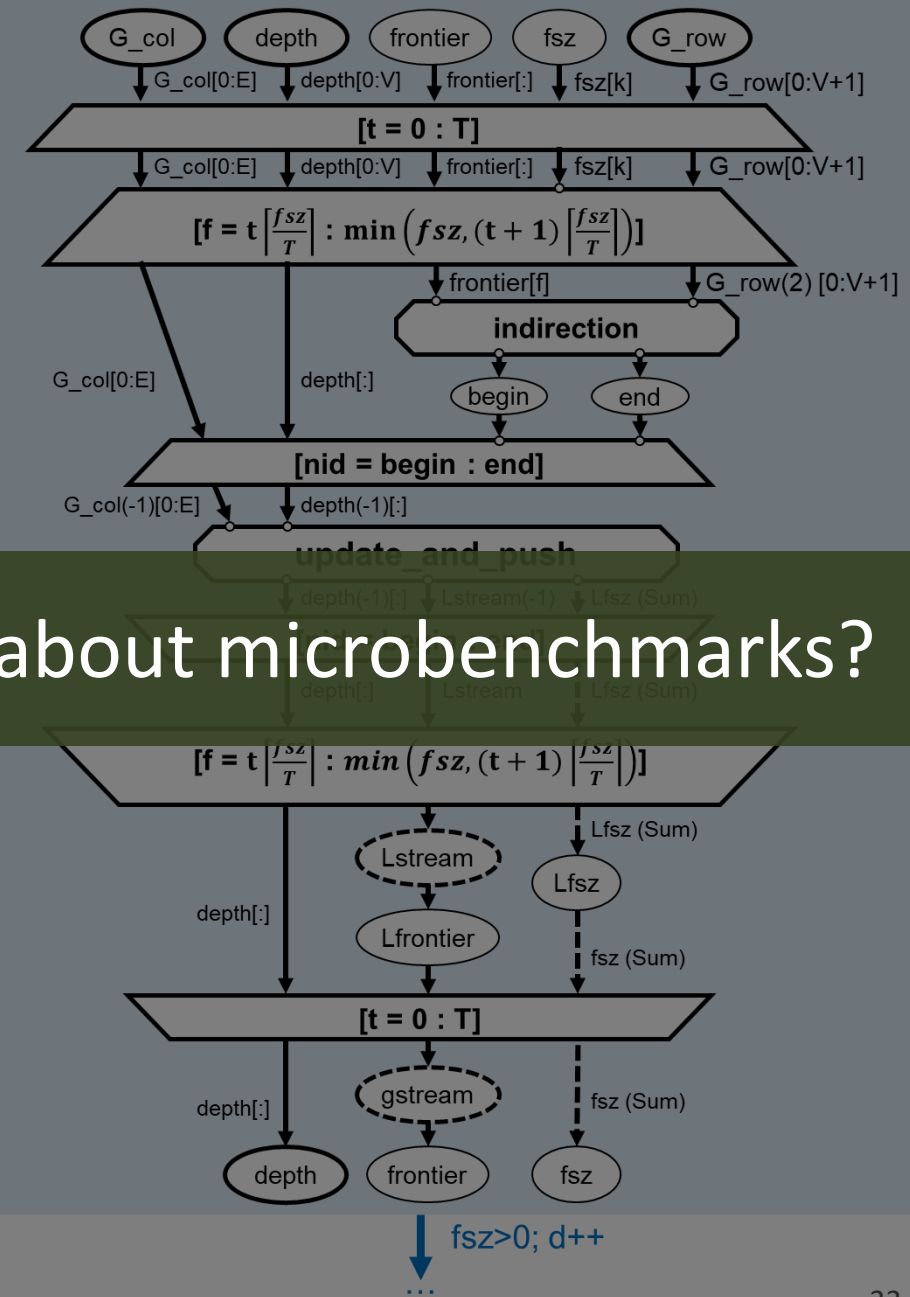 G_col depth frontier fsz G_row
G_col[0:E] depth[0:V] frontier[:] fsz[k] G_row[0:V+1]
[t = 0 : T]
G_col[0:E] depth[0:V] frontier[:] fsz[k] G_row[0:V+1]
[f = t⌈fsz/T⌉ : min(fsz, (t + 1)⌈fsz/T⌉)]
frontier[f] G_row(2) [0:V+1]
indirection
G_col[0:E] depth[:] begin end
[nid = begin : end]
G_col(-1)[0:E] depth(-1)[:]
update_and_push
depth(-1)[:] Lstream(-1) Lfsz (Sum)
about microbenchmarks?
depth[:] Lstream Lfsz (Sum)
[f = t⌈fsz/T⌉ : min(fsz, (t + 1)⌈fsz/T⌉)]
Lfsz (Sum)
Lstream
Lfsz
depth[:]
Lfrontier
fsz (Sum)
[t = 0 : T]
gstream
depth[:] fsz (Sum)
depth frontier fsz
fsz>0; d++
...